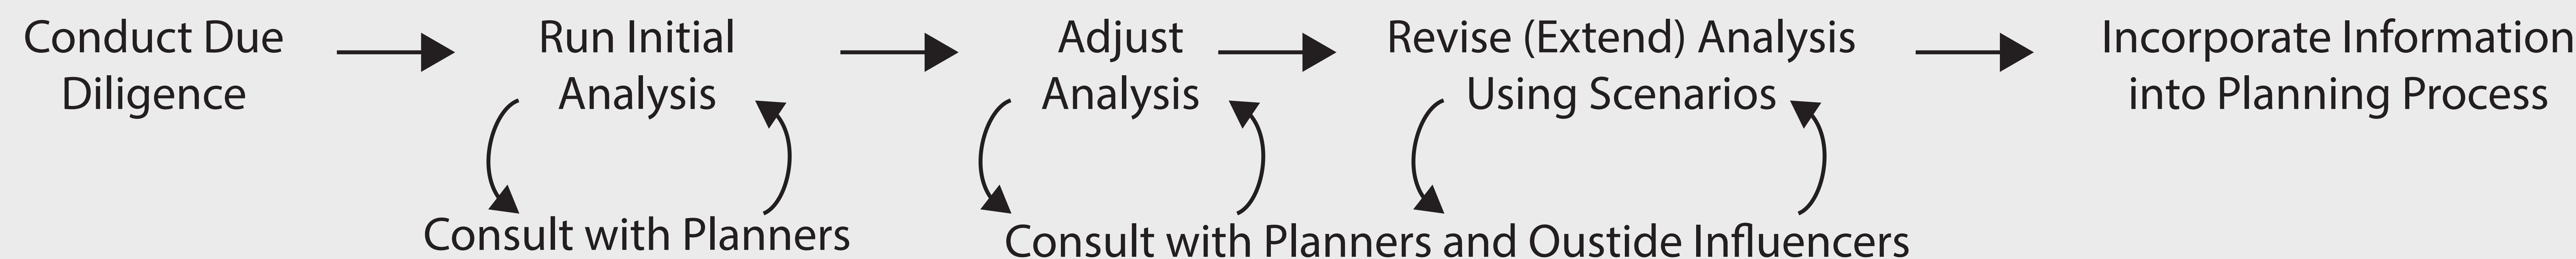 Conduct Due
Diligence
Run Initial
Analysis
Adjust
Analysis
Revise (Extend) Analysis
Using Scenarios
Incorporate Information
into Planning Process
Consult with Planners
Consult with Planners and Oustide Influencers